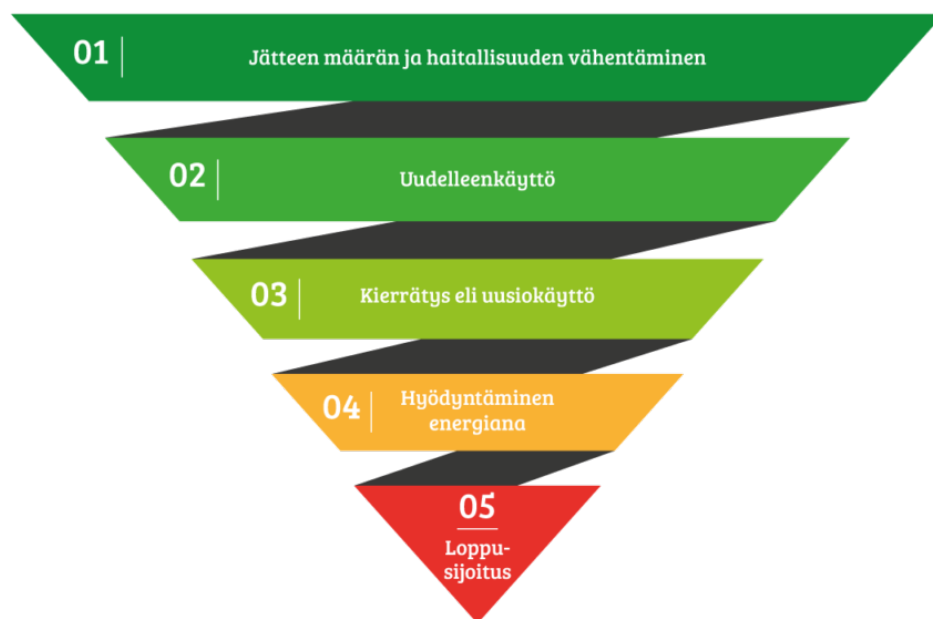 01
Jätteen määrän ja haitallisuuden vähentäminen
02
Uudelleenkäyttö
03
Kierrätys eli uusiokäyttö
04
Hyödyntäminen
energiana
05
Loppu-
sijoitus